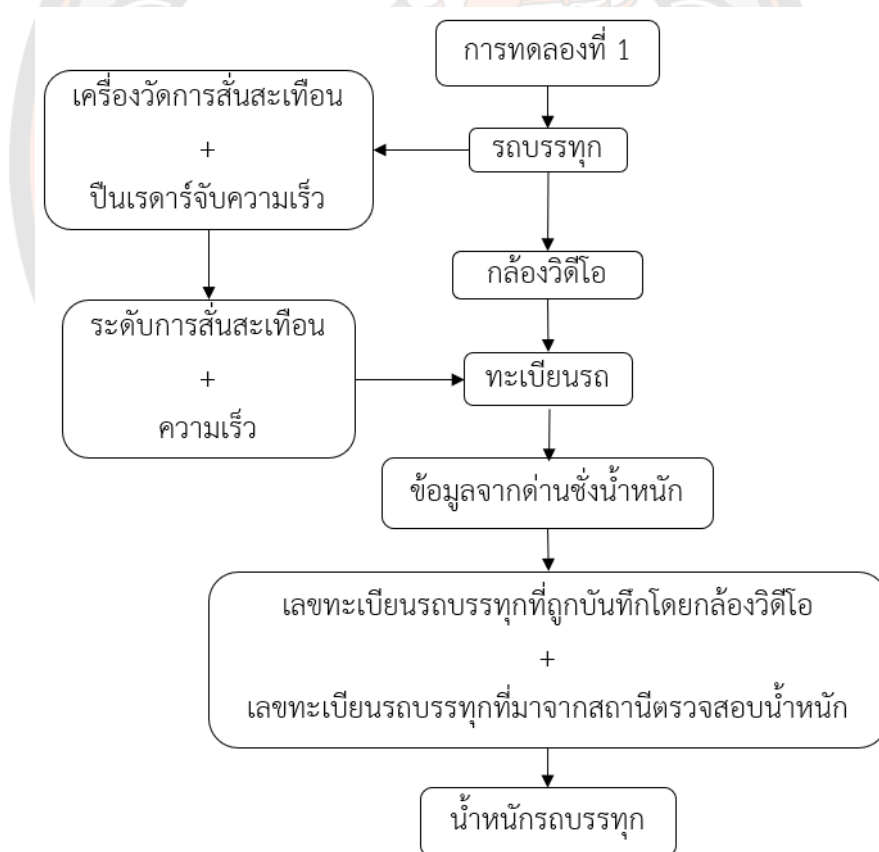 การทดลองที่ 1
เครื่องวัดการสั่นสะเทือน
+
ปืนเรดาร์จับความเร็ว
รถบรรทุก
กล้องวิดีโอ
ระดับการสั่นสะเทือน
+
ความเร็ว
ทะเบียนรถ
ข้อมูลจากด่านชั่งน้ำหนัก
เลขทะเบียนรถบรรทุกที่ถูกบันทึกโดยกล้องวิดีโอ
+
เลขทะเบียนรถบรรทุกที่มาจากสถานีตรวจสอบน้ำหนัก
น้ำหนักรถบรรทุก